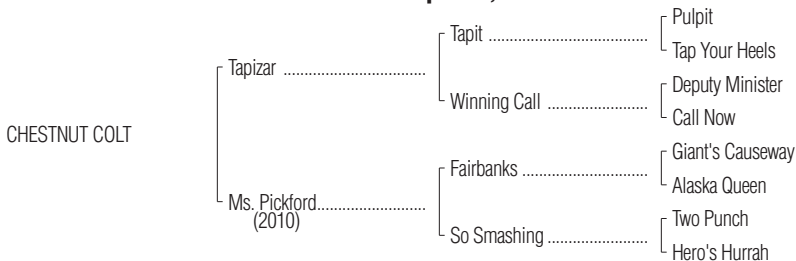 Pulpit
Tapit ........................................
Tap Your Heels
Tapizar ....................................
Deputy Minister
Winning Call .........................
Call Now
CHESTNUT COLT
Giant's Causeway
Fairbanks ................................
Alaska Queen
Ms. Pickford...........................
(2010)
Two Punch
So Smashing .........................
Hero's Hurrah